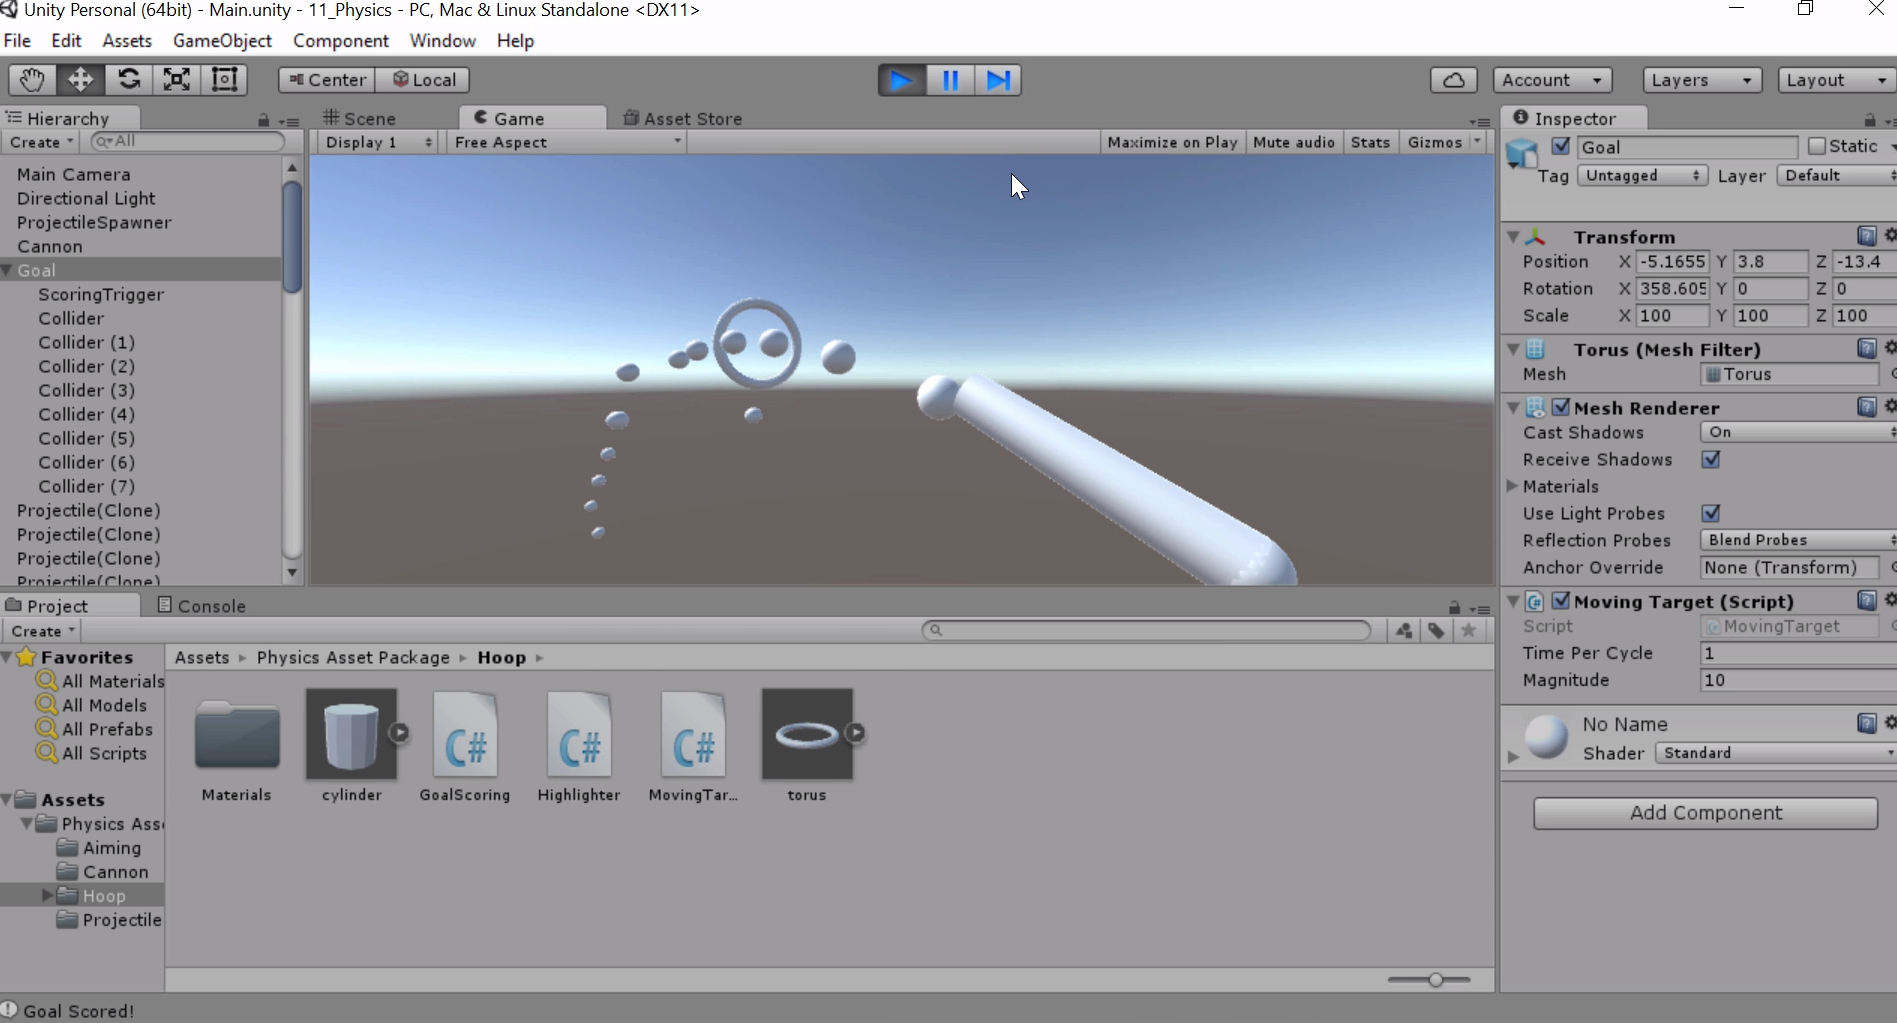 Unity Personal (64bit) - Main.unity - 11_Physics - PC, Mac & Linux Standalone <DX11>
File Edit Assets GameObject Component Window Help
Center Local Account Layers Layout
Hierarchy
Create All
Main Camera
Directional Light
ProjectileSpawner
Cannon
Goal
ScoringTrigger
Collider
Collider (1)
Collider (2)
Collider (3)
Collider (4)
Collider (5)
Collider (6)
Collider (7)
Projectile(Clone)
Projectile(Clone)
Projectile(Clone)
Projectile(Clone)
Scene Game Asset Store
Display 1 Free Aspect Maximize on Play Mute audio Stats Gizmos
Inspector
Goal Static
Tag Untagged Layer Default
Transform
Position X -5.1655 Y 3.8 Z -13.4
Rotation X 358.605 Y 0 Z 0
Scale X 100 Y 100 Z 100
Torus (Mesh Filter)
Mesh Torus
Mesh Renderer
Cast Shadows On
Receive Shadows
Materials
Use Light Probes
Reflection Probes Blend Probes
Anchor Override None (Transform)
C# Moving Target (Script)
Script MovingTarget
Time Per Cycle 1
Magnitude 10
No Name
Shader Standard
Add Component
Project Console
Create
Favorites
All Materials
All Models
All Prefabs
All Scripts
Assets
Physics Ass
Aiming
Cannon
Hoop
Projectile
Assets Physics Asset Package Hoop
C# C# C#
Materials cylinder GoalScoring Highlighter MovingTar... torus
Goal Scored!